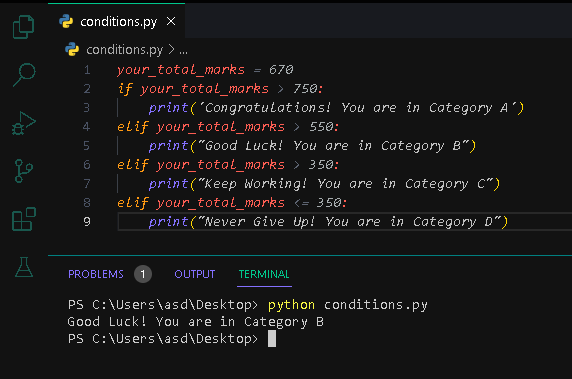 conditions.py ×
conditions.py > ...
1 your_total_marks = 670
2 if your_total_marks > 750:
3 print('Congratulations! You are in Category A')
4 elif your_total_marks > 550:
5 print("Good Luck! You are in Category B")
6 elif your_total_marks > 350:
7 print("Keep Working! You are in Category C")
8 elif your_total_marks <= 350:
9 print("Never Give Up! You are in Category D")
PROBLEMS 1 OUTPUT TERMINAL
PS C:\Users\asd\Desktop> python conditions.py
Good Luck! You are in Category B
PS C:\Users\asd\Desktop>